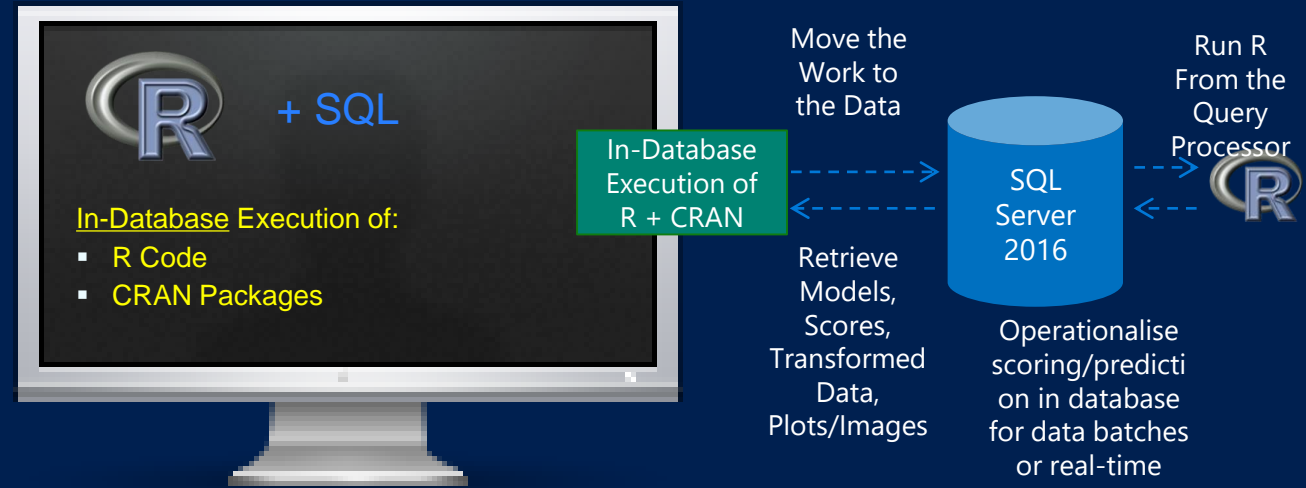 R
+ SQL
In-Database Execution of:
▪ R Code
▪ CRAN Packages
In-Database
Execution of
R + CRAN
Move the
Work to
the Data
Retrieve
Models,
Scores,
Transformed
Data,
Plots/Images
SQL
Server
2016
Run R
From the
Query
Processor
R
Operationalise
scoring/predicti
on in database
for data batches
or real-time